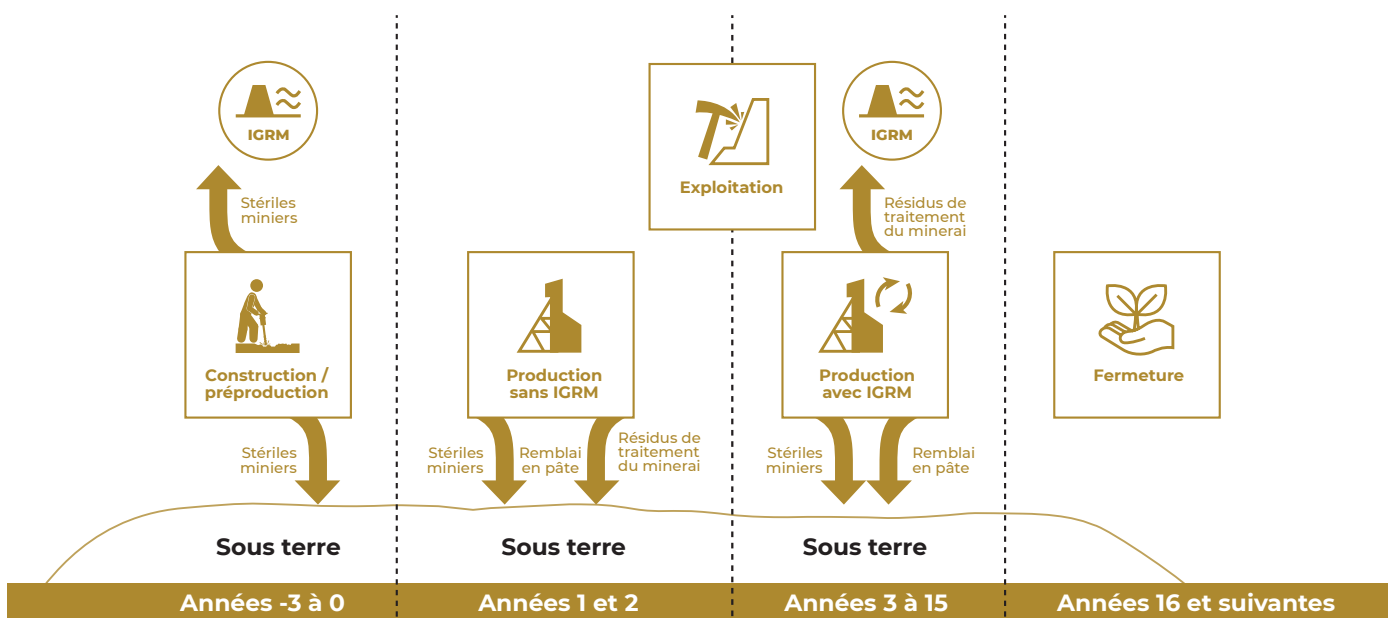 IGRM
Stériles
miniers
Construction /
préproduction
Stériles
miniers
Sous terre
Années -3 à 0
Production
sans IGRM
Stériles
miniers
Remblai
en pâte
Résidus de
traitement
du minerai
Sous terre
Années 1 et 2
Exploitation
IGRM
Résidus de
traitement
du minerai
Production
avec IGRM
Stériles
miniers
Remblai
en pâte
Sous terre
Années 3 à 15
Fermeture
Années 16 et suivantes